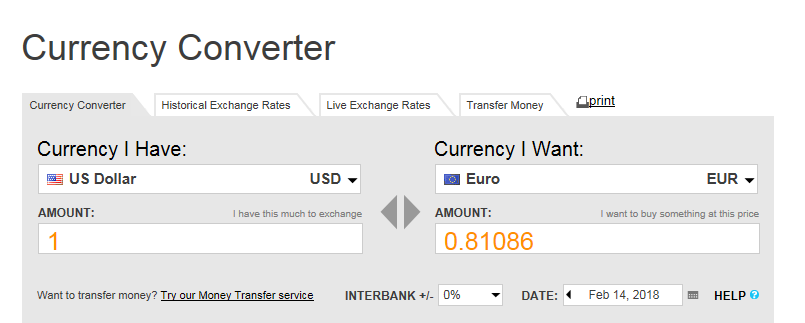 Currency Converter
Currency Converter Historical Exchange Rates Live Exchange Rates Transfer Money print
Currency I Have: Currency I Want:
US Dollar USD Euro EUR
AMOUNT: I have this much to exchange AMOUNT: I want to buy something at this price
1 0.81086
Want to transfer money? Try our Money Transfer service INTERBANK +/- 0% DATE: Feb 14, 2018 HELP ?